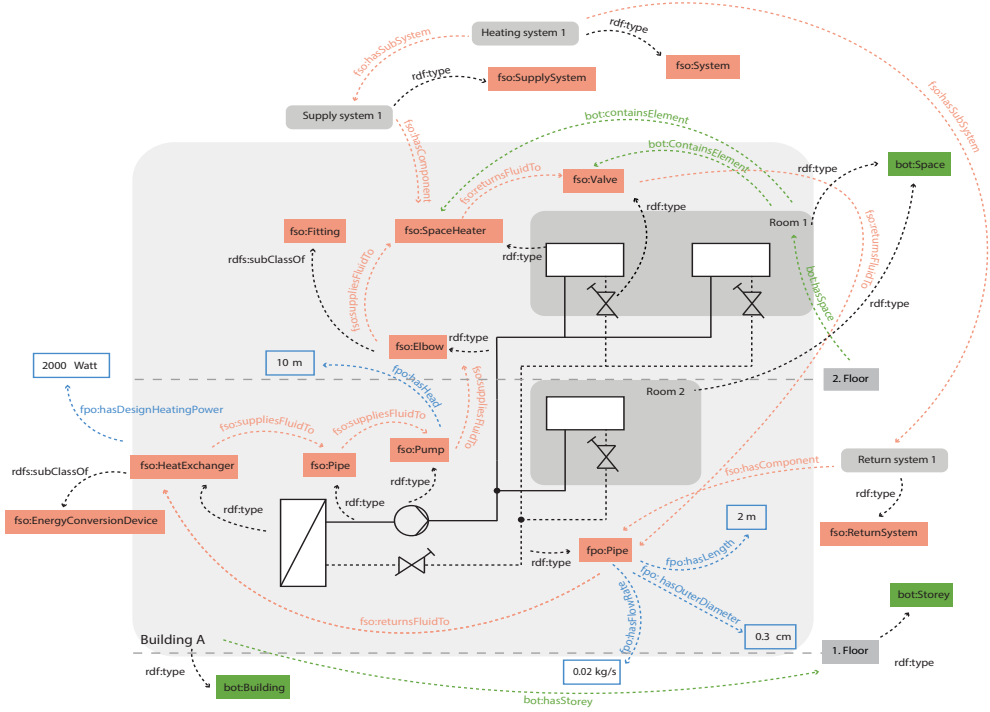 Heating system 1
rdf:type
fso:hasSubSystem
fso:System
rdf:type
fso:SupplySystem
fso:hasSubSystem
Supply system 1
fso:hasComponent
bot:containsElement
bot:ContainsElement
fso:returnsFluidTo
fso:Valve
rdf:type
bot:Space
rdf:type
fso:Fitting
fso:SpaceHeater
Room 1
rdf:type
fso:returnsFluidTo
rdfs:subClassOf
fso:suppliesFluidTo
bot:hasSpace
rdf:type
rdf:type
fso:Elbow
10 m
2000 Watt
fpo:hasHead
fso:suppliesFluidTo
2. Floor
Room 2
fpo:hasDesignHeatingPower
fso:suppliesFluidTo
fso:suppliesFluidTo
fso:Pump
fso:HeatExchanger
fso:Pipe
fso:hasComponent
Return system 1
rdfs:subClassOf
rdf:type
rdf:type
rdf:type
rdf:type
fso:EnergyConversionDevice
2 m
fso:ReturnSystem
fpo:Pipe
rdf:type
fpo:hasLength
fpo: hasOuterDiameter
fpo:hasFlowRate
bot:Storey
fso:returnsFluidTo
Building A
0.3 cm
1. Floor
rdf:type
rdf:type
0.02 kg/s
bot:Building
bot:hasStorey